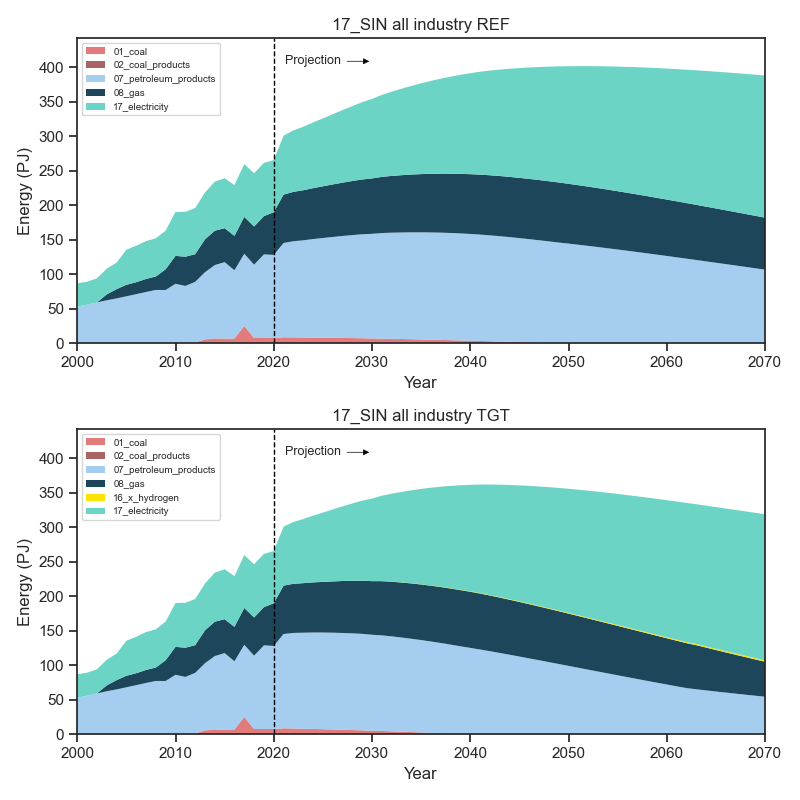 17_SIN all industry REF
01_coal
02_coal_products
07_petroleum_products
08_gas
17_electricity
Projection
400
350
300
250
200
150
100
50
0
Energy (PJ)
2000 2010 2020 2030 2040 2050 2060 2070
Year
17_SIN all industry TGT
01_coal
02_coal_products
07_petroleum_products
08_gas
16_x_hydrogen
17_electricity
Projection
400
350
300
250
200
150
100
50
0
Energy (PJ)
2000 2010 2020 2030 2040 2050 2060 2070
Year